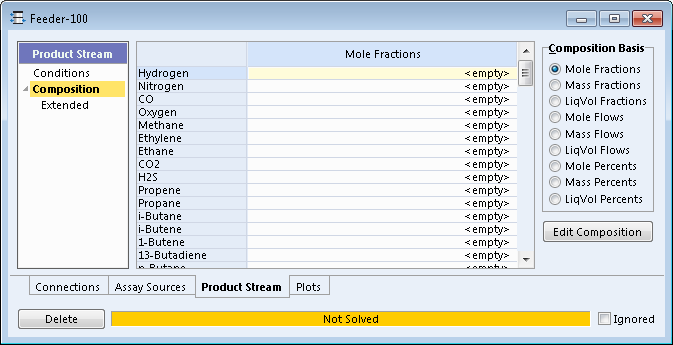 Feeder-100
Product Stream
Conditions
Composition
Extended
Mole Fractions
Hydrogen <empty>
Nitrogen <empty>
CO <empty>
Oxygen <empty>
Methane <empty>
Ethylene <empty>
Ethane <empty>
CO2 <empty>
H2S <empty>
Propene <empty>
Propane <empty>
i-Butane <empty>
i-Butene <empty>
1-Butene <empty>
13-Butadiene <empty>
n-Butane <empty>
Composition Basis
Mole Fractions
Mass Fractions
LiqVol Fractions
Mole Flows
Mass Flows
LiqVol Flows
Mole Percents
Mass Percents
LiqVol Percents
Edit Composition
Connections Assay Sources Product Stream Plots
Delete Not Solved Ignored